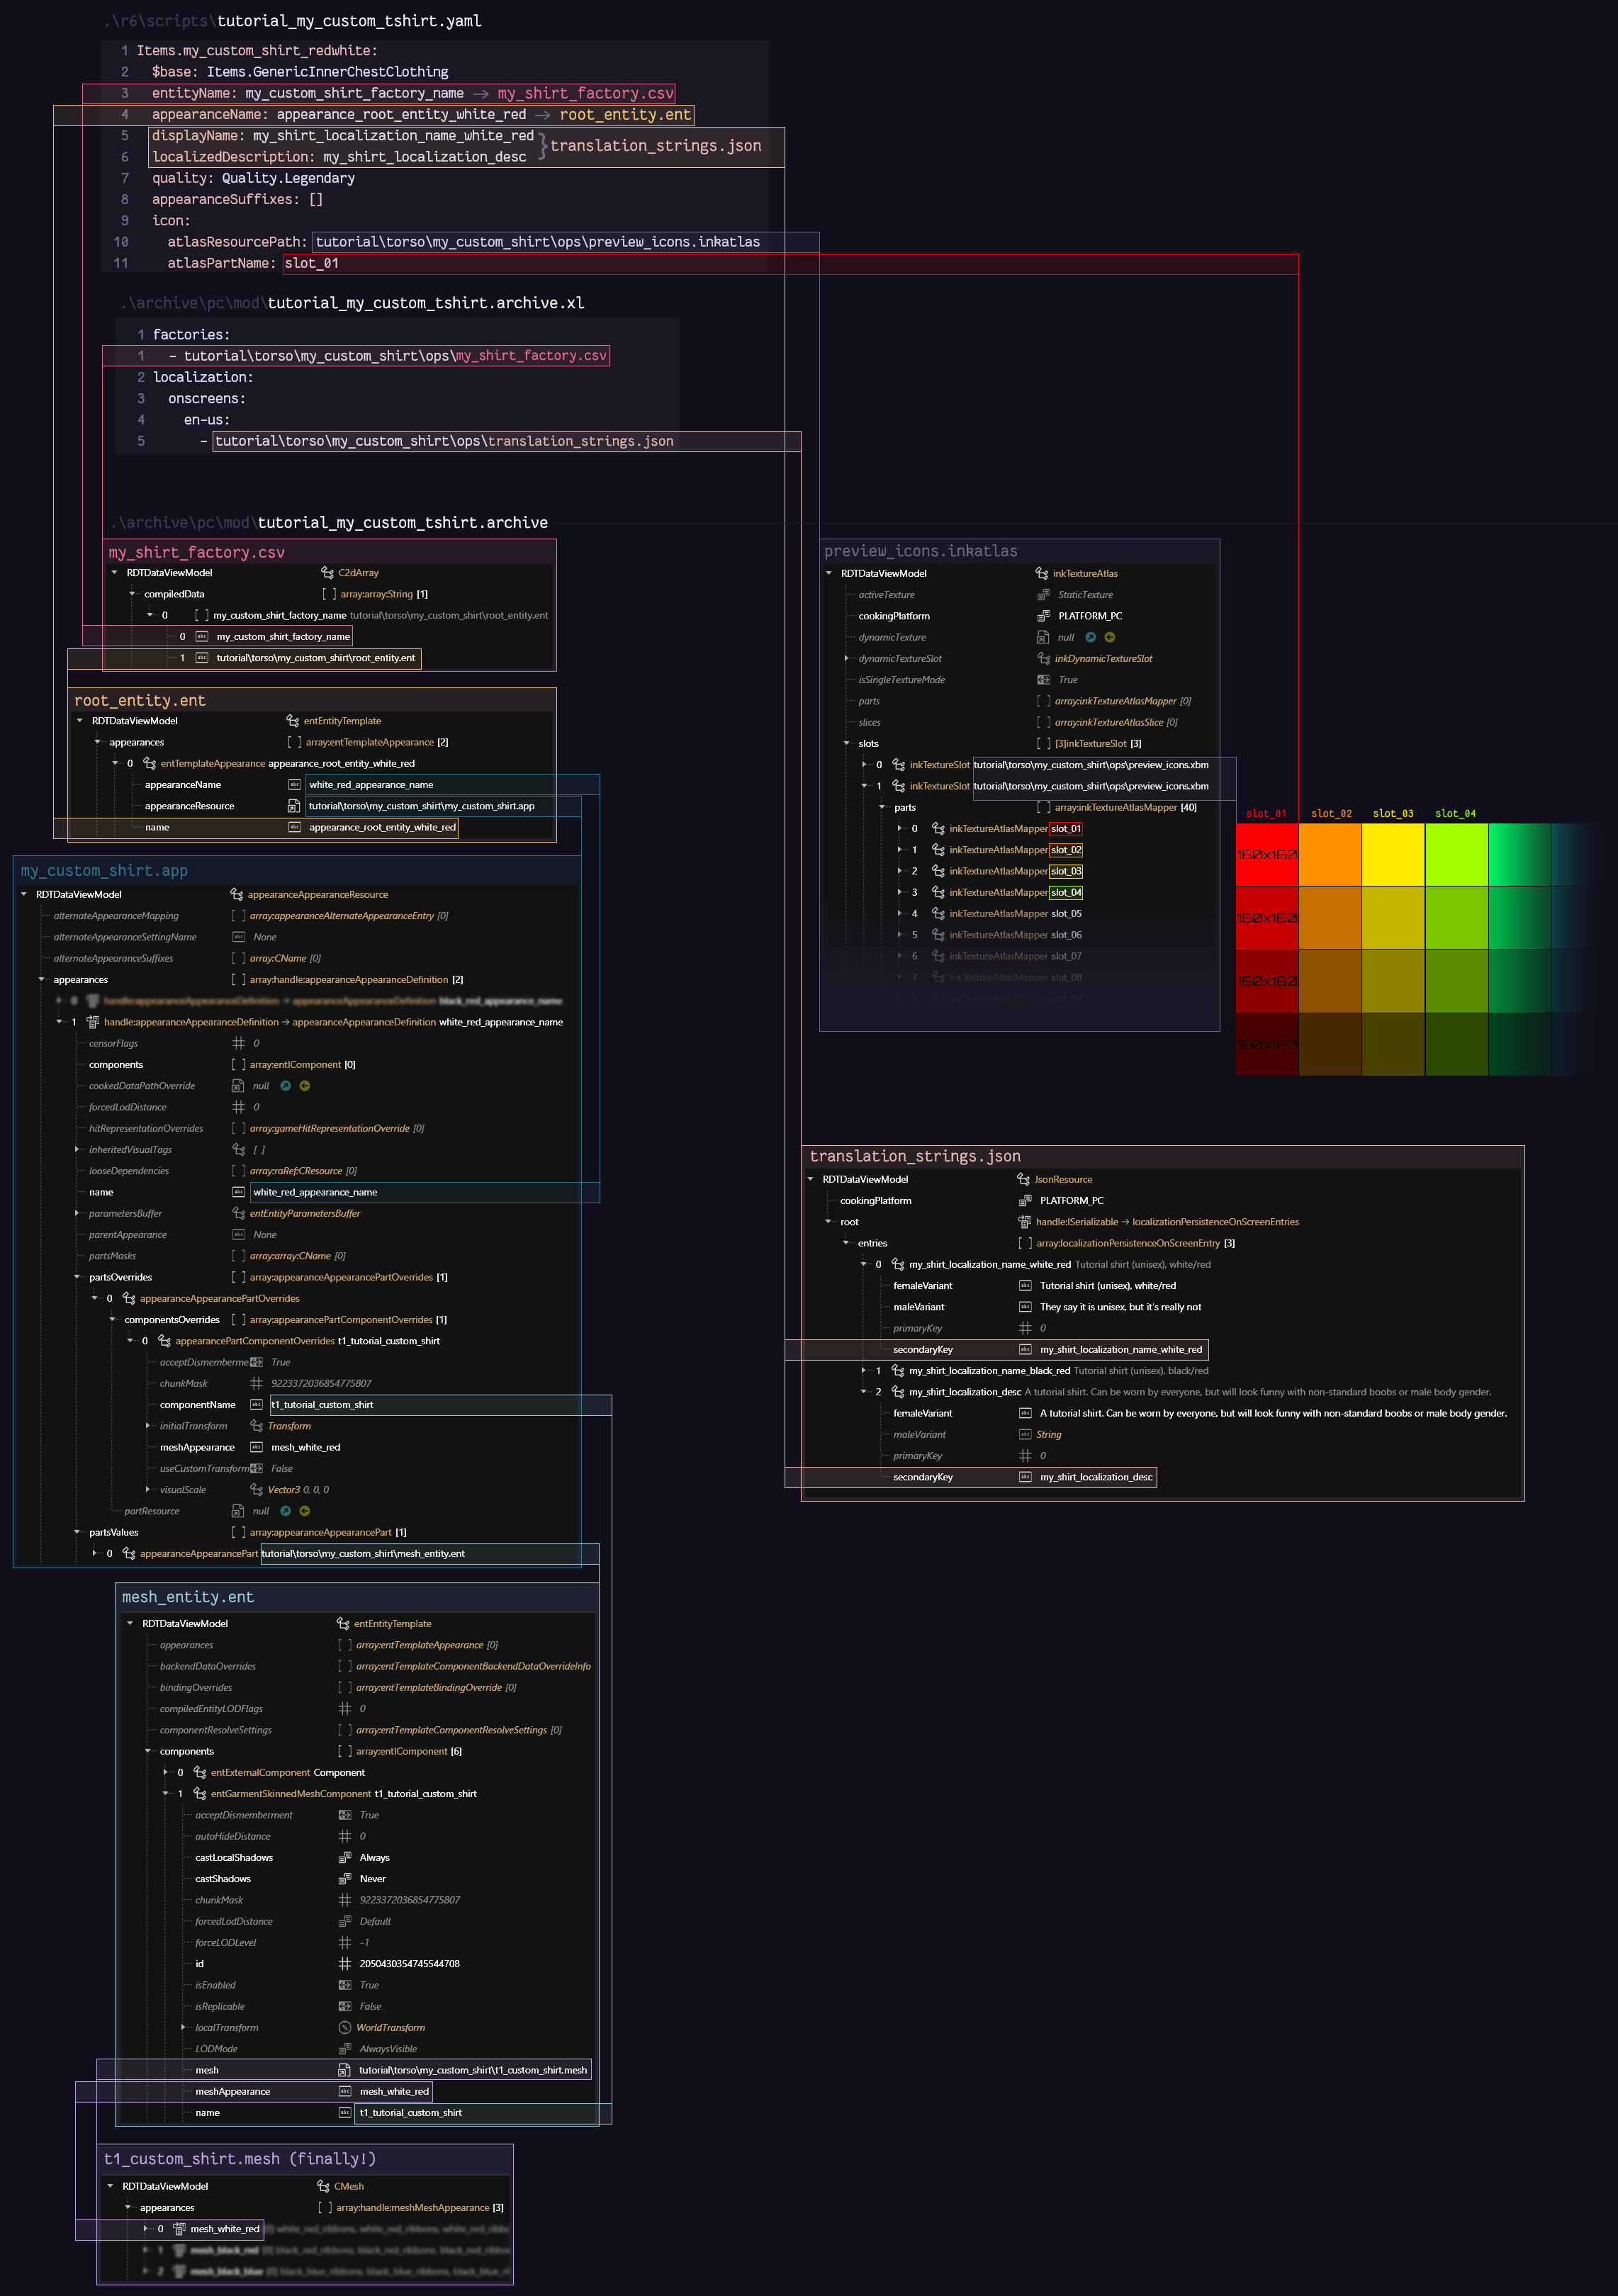 .\r6\scripts\tutorial_my_custom_tshirt.yaml
1 Items.my_custom_shirt_redwhite:
2 $base: Items.GenericInnerChestClothing
3 entityName: my_custom_shirt_factory_name → my_shirt_factory.csv
4 appearanceName: appearance_root_entity_white_red → root_entity.ent
5 displayName: my_shirt_localization_name_white_red
6 localizedDescription: my_shirt_localization_desc
}translation_strings.json
7 quality: Quality.Legendary
8 appearanceSuffixes: []
9 icon:
10 atlasResourcePath: tutorial\torso\my_custom_shirt\ops\preview_icons.inkatlas
11 atlasPartName: slot_01
.\archive\pc\mod\tutorial_my_custom_tshirt.archive.xl
1 factories:
1 - tutorial\torso\my_custom_shirt\ops\my_shirt_factory.csv
2 localization:
3 onscreens:
4 en-us:
5 - tutorial\torso\my_custom_shirt\ops\translation_strings.json
.\archive\pc\mod\tutorial_my_custom_tshirt.archive
my_shirt_factory.csv
RDTDataViewModel C2dArray
compiledData [ ] array:array:String [1]
0 [ ] my_custom_shirt_factory_name tutorial\torso\my_custom_shirt\root_entity.ent
0 abc my_custom_shirt_factory_name
1 abc tutorial\torso\my_custom_shirt\root_entity.ent
root_entity.ent
RDTDataViewModel entEntityTemplate
appearances [ ] array:entTemplateAppearance [2]
0 entTemplateAppearance appearance_root_entity_white_red
appearanceName abc white_red_appearance_name
appearanceResource tutorial\torso\my_custom_shirt\my_custom_shirt.app
name abc appearance_root_entity_white_red
my_custom_shirt.app
RDTDataViewModel appearanceAppearanceResource
alternateAppearanceMapping [ ] array:appearanceAlternateAppearanceEntry [0]
alternateAppearanceSettingName abc None
alternateAppearanceSuffixes [ ] array:CName [0]
appearances [ ] array:handle:appearanceAppearanceDefinition [2]
0 handle:appearanceAppearanceDefinition → appearanceAppearanceDefinition black_red_appearance_name
1 handle:appearanceAppearanceDefinition → appearanceAppearanceDefinition white_red_appearance_name
censorFlags # 0
components [ ] array:entIComponent [0]
cookedDataPathOverride null
forcedLodDistance # 0
hitRepresentationOverrides [ ] array:gameHitRepresentationOverride [0]
inheritedVisualTags [ ]
looseDependencies [ ] array:raRef:CResource [0]
name abc white_red_appearance_name
parametersBuffer entEntityParametersBuffer
parentAppearance abc None
partsMasks [ ] array:array:CName [0]
partsOverrides [ ] array:appearanceAppearancePartOverrides [1]
0 appearanceAppearancePartOverrides
componentsOverrides [ ] array:appearancePartComponentOverrides [1]
0 appearancePartComponentOverrides t1_tutorial_custom_shirt
acceptDismemberme True
chunkMask # 9223372036854775807
componentName abc t1_tutorial_custom_shirt
initialTransform Transform
meshAppearance abc mesh_white_red
useCustomTransform False
visualScale Vector3 0, 0, 0
partResource null
partsValues [ ] array:appearanceAppearancePart [1]
0 appearanceAppearancePart tutorial\torso\my_custom_shirt\mesh_entity.ent
mesh_entity.ent
RDTDataViewModel entEntityTemplate
appearances [ ] array:entTemplateAppearance [0]
backendDataOverrides [ ] array:entTemplateComponentBackendDataOverrideInfo
bindingOverrides [ ] array:entTemplateBindingOverride [0]
compiledEntityLODFlags # 0
componentResolveSettings [ ] array:entTemplateComponentResolveSettings [0]
components [ ] array:entIComponent [6]
0 entExternalComponent Component
1 entGarmentSkinnedMeshComponent t1_tutorial_custom_shirt
acceptDismemberment True
autoHideDistance # 0
castLocalShadows Always
castShadows Never
chunkMask # 9223372036854775807
forcedLodDistance Default
forceLODLevel # -1
id # 2050430354745544708
isEnabled True
isReplicable False
localTransform WorldTransform
LODMode AlwaysVisible
mesh tutorial\torso\my_custom_shirt\t1_custom_shirt.mesh
meshAppearance abc mesh_white_red
name abc t1_tutorial_custom_shirt
t1_custom_shirt.mesh (finally!)
RDTDataViewModel CMesh
appearances [ ] array:handle:meshMeshAppearance [3]
0 mesh_white_red white_red_ribbons, white_red_ribbons, white_red_ribbo
1 mesh_black_red black_red_ribbons, black_red_ribbons, black_red_ribbon
2 mesh_black_blue black_blue_ribbons, black_blue_ribbons, black_blue_ri
preview_icons.inkatlas
RDTDataViewModel inkTextureAtlas
activeTexture StaticTexture
cookingPlatform PLATFORM_PC
dynamicTexture null
dynamicTextureSlot inkDynamicTextureSlot
isSingleTextureMode True
parts [ ] array:inkTextureAtlasMapper [0]
slices [ ] array:inkTextureAtlasSlice [0]
slots [ ] [3]inkTextureSlot [3]
0 inkTextureSlot tutorial\torso\my_custom_shirt\ops\preview_icons.xbm
1 inkTextureSlot tutorial\torso\my_custom_shirt\ops\preview_icons.xbm
parts [ ] array:inkTextureAtlasMapper [40]
0 inkTextureAtlasMapper slot_01
1 inkTextureAtlasMapper slot_02
2 inkTextureAtlasMapper slot_03
3 inkTextureAtlasMapper slot_04
4 inkTextureAtlasMapper slot_05
5 inkTextureAtlasMapper slot_06
6 inkTextureAtlasMapper slot_07
7 inkTextureAtlasMapper slot_08
8 inkTextureAtlasMapper slot_09
slot_01 slot_02 slot_03 slot_04
160x160
160x160
160x160
160x160
translation_strings.json
RDTDataViewModel JsonResource
cookingPlatform PLATFORM_PC
root handle:ISerializable → localizationPersistenceOnScreenEntries
entries [ ] array:localizationPersistenceOnScreenEntry [3]
0 my_shirt_localization_name_white_red Tutorial shirt (unisex), white/red
femaleVariant abc Tutorial shirt (unisex), white/red
maleVariant abc They say it is unisex, but it's really not
primaryKey # 0
secondaryKey abc my_shirt_localization_name_white_red
1 my_shirt_localization_name_black_red Tutorial shirt (unisex), black/red
2 my_shirt_localization_desc A tutorial shirt. Can be worn by everyone, but will look funny with non-standard boobs or male body gender.
femaleVariant abc A tutorial shirt. Can be worn by everyone, but will look funny with non-standard boobs or male body gender.
maleVariant abc String
primaryKey # 0
secondaryKey abc my_shirt_localization_desc